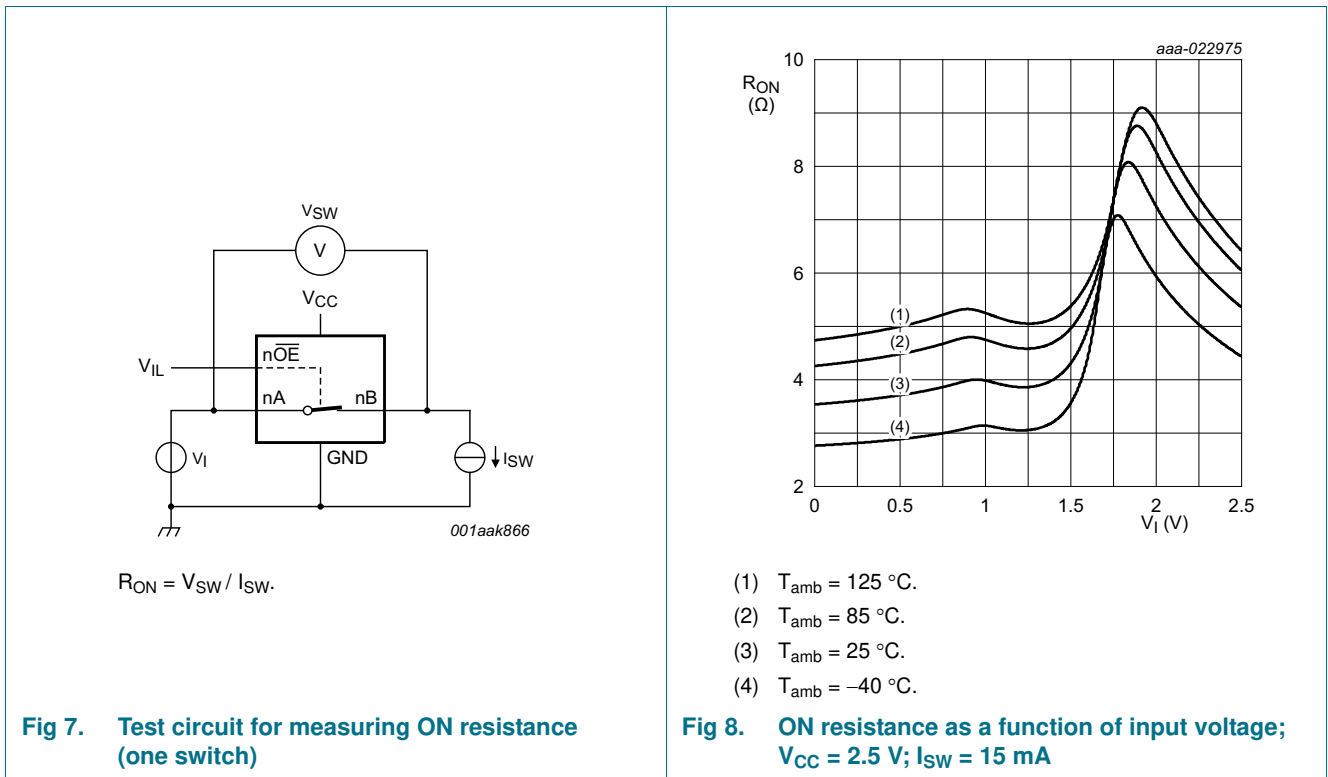 VSW
V
VCC
nOE
VIL
nA
nB
VI
GND
ISW
001aak866
RON = VSW / ISW.
Fig 7. Test circuit for measuring ON resistance
(one switch)
aaa-022975
10
RON
(Ω)
8
6
4
2
(1)
(2)
(3)
(4)
0 0.5 1 1.5 2 2.5
VI (V)
(1) Tamb = 125 °C.
(2) Tamb = 85 °C.
(3) Tamb = 25 °C.
(4) Tamb = −40 °C.
Fig 8. ON resistance as a function of input voltage;
VCC = 2.5 V; ISW = 15 mA